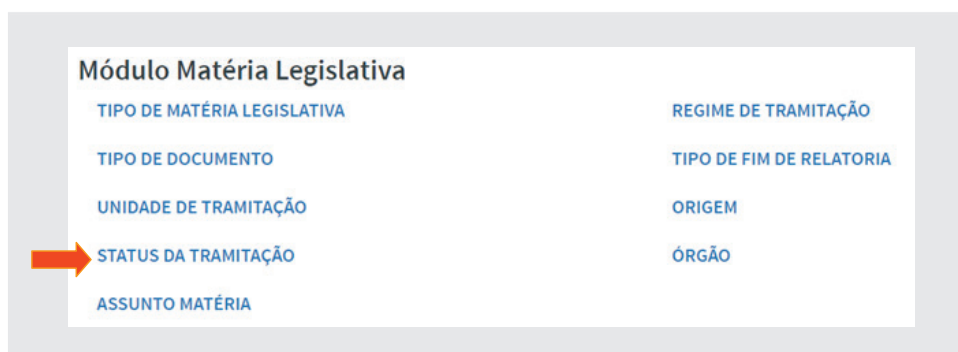 Módulo Matéria Legislativa
TIPO DE MATÉRIA LEGISLATIVA
REGIME DE TRAMITAÇÃO
TIPO DE DOCUMENTO
TIPO DE FIM DE RELATORIA
UNIDADE DE TRAMITAÇÃO
ORIGEM
STATUS DA TRAMITAÇÃO
ÓRGÃO
ASSUNTO MATÉRIA